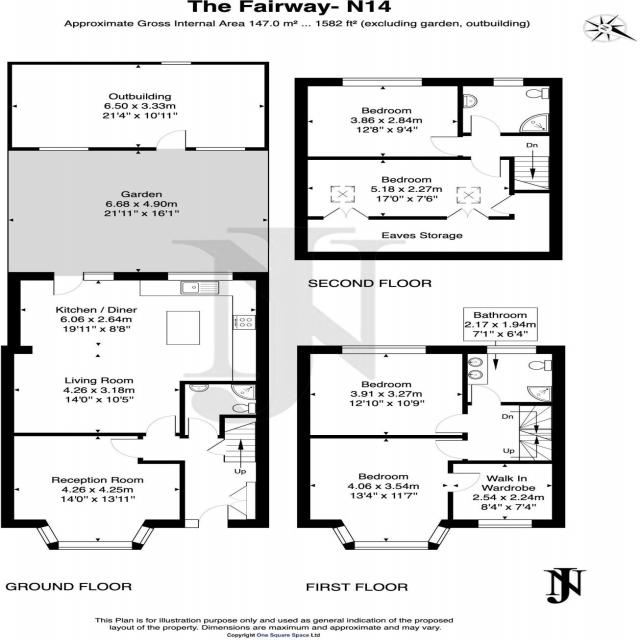 The Fairway- N14
Approximate Gross Internal Area 147.0 m² ... 1582 ft² (excluding garden, outbuilding)
N
Outbuilding
6.50 x 3.33m
21'4" x 10'11"
Garden
6.68 x 4.90m
21'11" x 16'1"
Kitchen / Diner
6.06 x 2.64m
19'11" x 8'8"
Living Room
4.26 x 3.18m
14'0" x 10'5"
Up
Reception Room
4.26 x 4.25m
14'0" x 13'11"
GROUND FLOOR
Bedroom
3.86 x 2.84m
12'8" x 9'4"
Dn
Bedroom
5.18 x 2.27m
17'0" x 7'6"
Eaves Storage
SECOND FLOOR
Bathroom
2.17 x 1.94m
7'1" x 6'4"
Bedroom
3.91 x 3.27m
12'10" x 10'9"
Dn
Up
Bedroom
4.06 x 3.54m
13'4" x 11'7"
Walk In
Wardrobe
2.54 x 2.24m
8'4" x 7'4"
FIRST FLOOR
JN
This Plan is for illustration purpose only and used as general indication of the proposed
layout of the property. Dimensions are maximum and approximate and may vary.
Copyright One Square Space Ltd